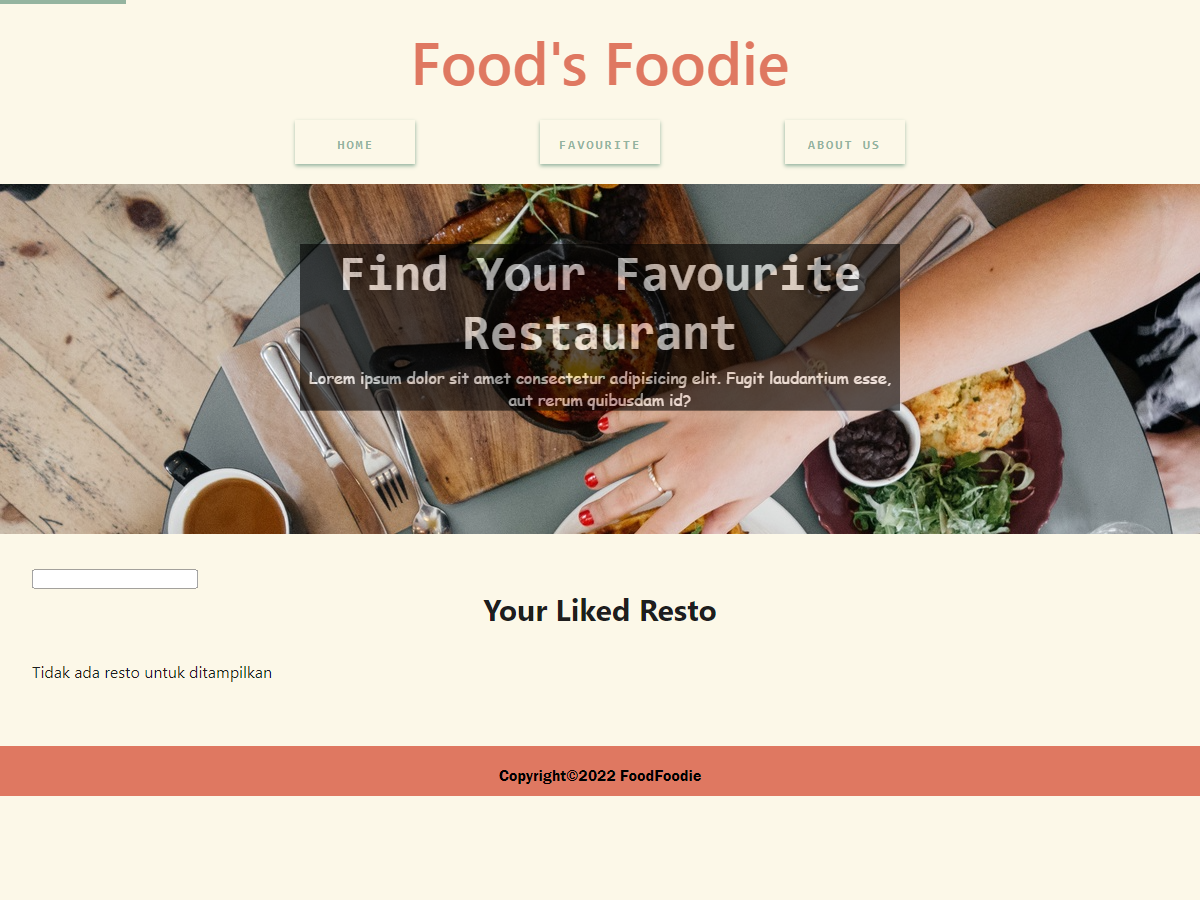 Food's Foodie
HOME
FAVOURITE
ABOUT US
Find Your Favourite
Restaurant
Lorem ipsum dolor sit amet consectetur adipisicing elit. Fugit laudantium esse,
aut rerum quibusdam id?
Your Liked Resto
Tidak ada resto untuk ditampilkan
Copyright©2022 FoodFoodie